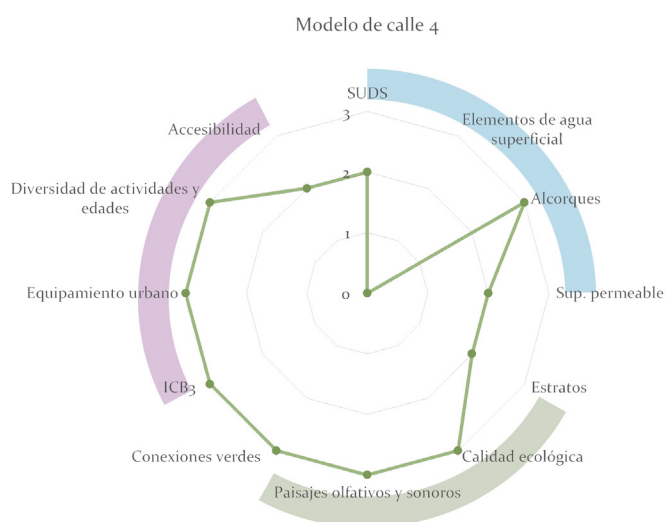 Modelo de calle 4
SUDS
3
Elementos de agua
superficial
Accesibilidad
Diversidad de actividades y
edades
2
Alcorques
1
Equipamiento urbano
0
Sup. permeable
ICB3
Estratos
Conexiones verdes
Calidad ecológica
Paisajes olfativos y sonoros